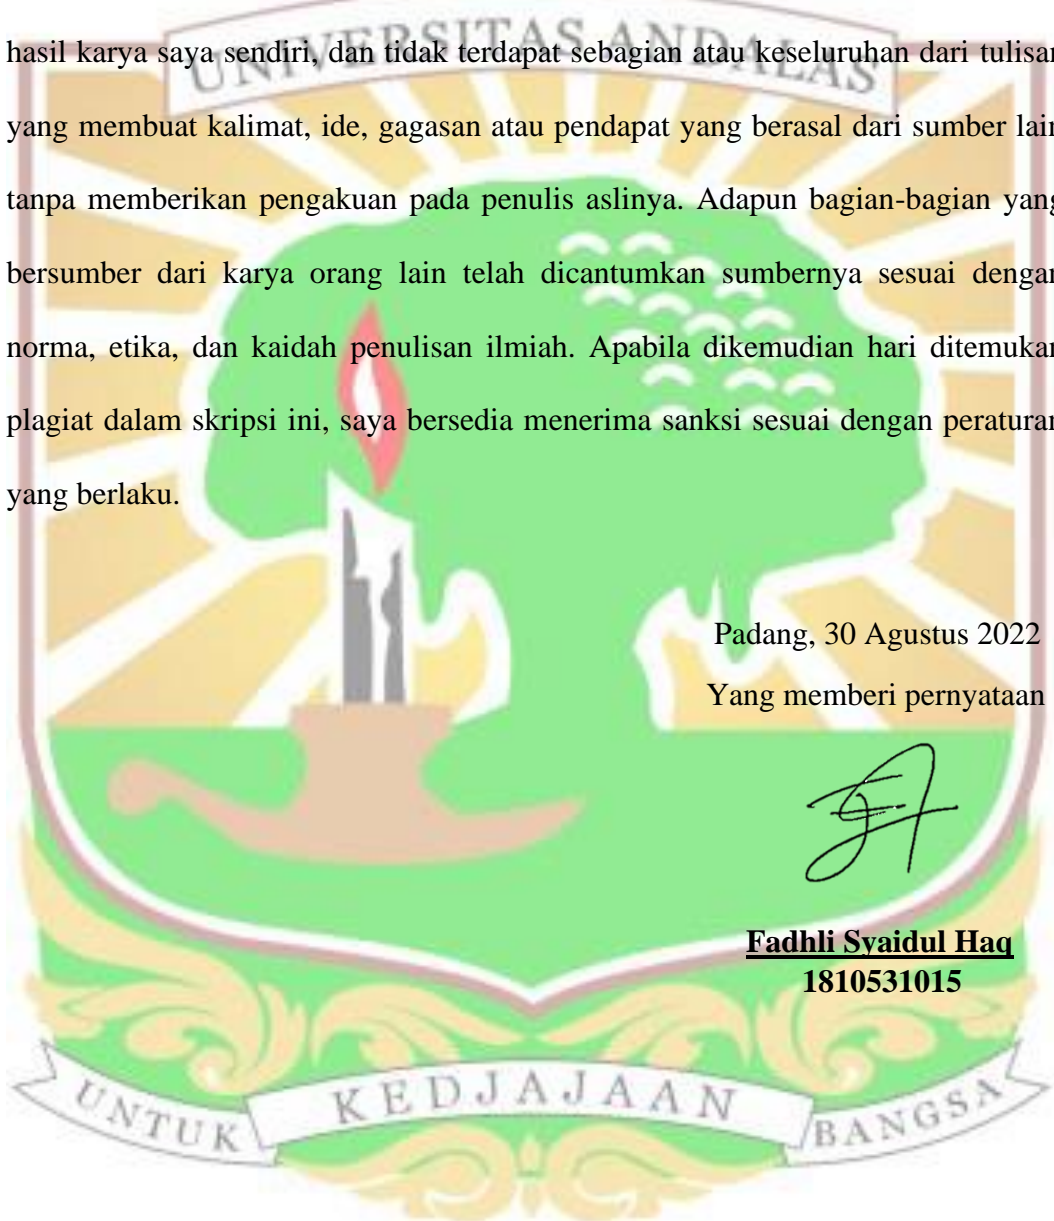 UNIVERSITAS ANDALAS
hasil karya saya sendiri, dan tidak terdapat sebagian atau keseluruhan dari tulisan
yang membuat kalimat, ide, gagasan atau pendapat yang berasal dari sumber lain
tanpa memberikan pengakuan pada penulis aslinya. Adapun bagian-bagian yang
bersumber dari karya orang lain telah dicantumkan sumbernya sesuai dengan
norma, etika, dan kaidah penulisan ilmiah. Apabila dikemudian hari ditemukan
plagiat dalam skripsi ini, saya bersedia menerima sanksi sesuai dengan peraturan
yang berlaku.
Padang, 30 Agustus 2022
Yang memberi pernyataan
Fadhli Syaidul Haq
1810531015
UNTUK KEDJAJAAN BANGSA